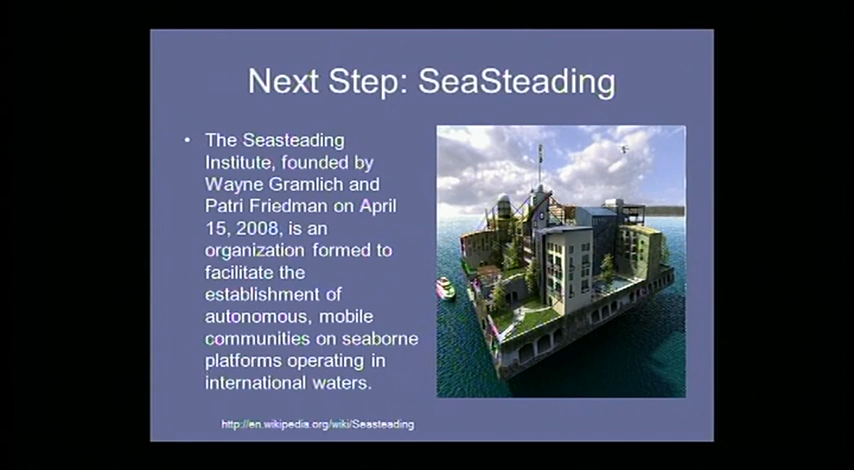 Next Step: SeaSteading
• The Seasteading
Institute, founded by
Wayne Gramlich and
Patri Friedman on April
15, 2008, is an
organization formed to
facilitate the
establishment of
autonomous, mobile
communities on seaborne
platforms operating in
international waters.
http://en.wikipedia.org/wiki/Seasteading